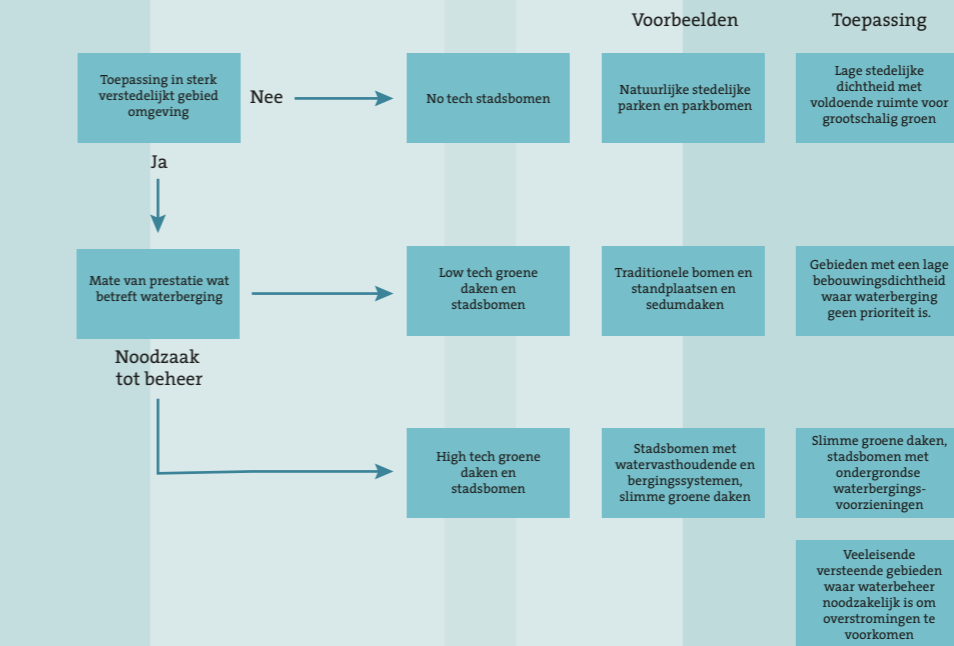 Voorbeelden
Toepassing
Toepassing in sterk
verstedelijkt gebied
omgeving
Nee
No tech stadsbomen
Natuurlijke stedelijke
parken en parkbomen
Lage stedelijke
dichtheid met
voldoende ruimte voor
grootschalig groen
Ja
Mate van prestatie wat
betreft waterberging
Low tech groene
daken en
stadsbomen
Traditionele bomen en
standplaatsen en
sedumdaken
Gebieden met een lage
bebouwingsdichtheid
waar waterberging
geen prioriteit is.
Noodzaak
tot beheer
High tech groene
daken en
stadsbomen
Stadsbomen met
watervasthoudende en
bergingssystemen,
slimme groene daken
Slimme groene daken,
stadsbomen met
ondergrondse
waterbergings-
voorzieningen
Veeleisende
versteende gebieden
waar waterbeheer
noodzakelijk is om
overstromingen te
voorkomen